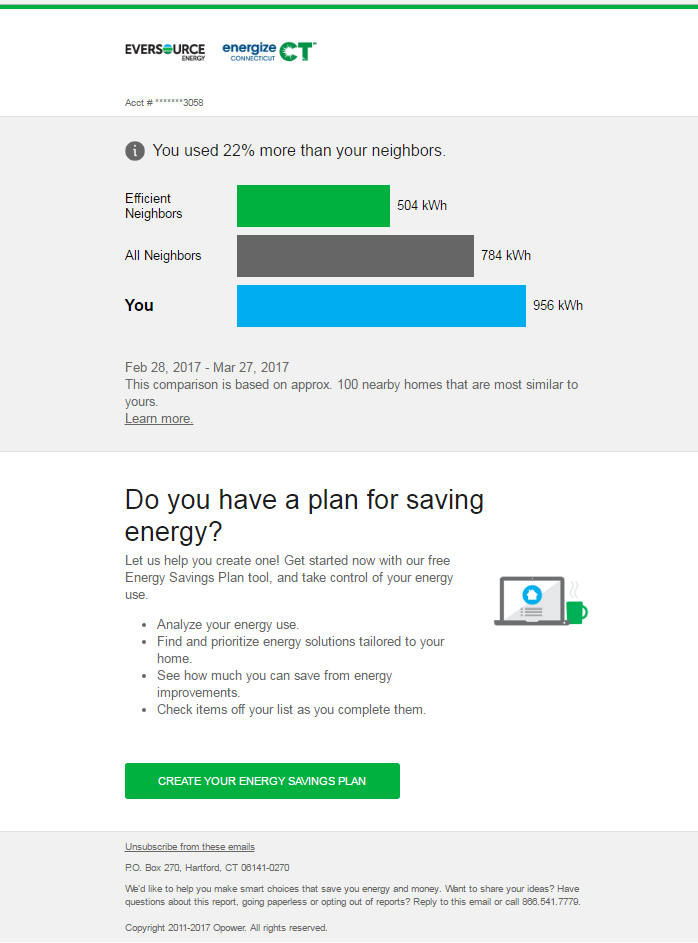 EVERSOURCE
ENERGY
energize
CONNECTICUT
CT
Acct # *******3058
i You used 22% more than your neighbors.
Efficient
Neighbors
504 kWh
All Neighbors
784 kWh
You
956 kWh
Feb 28, 2017 - Mar 27, 2017
This comparison is based on approx. 100 nearby homes that are most similar to
yours.
Learn more.
Do you have a plan for saving
energy?
Let us help you create one! Get started now with our free
Energy Savings Plan tool, and take control of your energy
use.
• Analyze your energy use.
• Find and prioritize energy solutions tailored to your
home.
• See how much you can save from energy
improvements.
• Check items off your list as you complete them.
CREATE YOUR ENERGY SAVINGS PLAN
Unsubscribe from these emails
P.O. Box 270, Hartford, CT 06141-0270
We'd like to help you make smart choices that save you energy and money. Want to share your ideas? Have
questions about this report, going paperless or opting out of reports? Reply to this email or call 866.541.7779.
Copyright 2011-2017 Opower. All rights reserved.